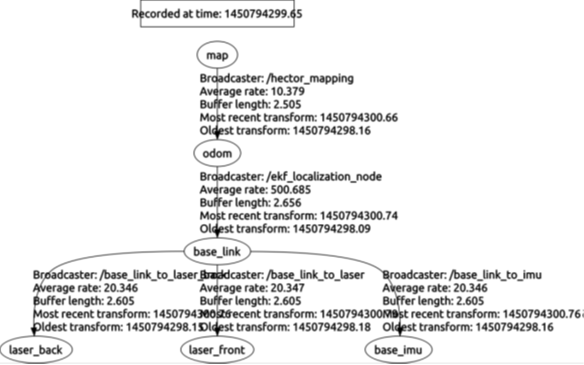 Recorded at time: 1450794299.65
map
Broadcaster: /hector_mapping
Average rate: 10.379
Buffer length: 2.505
Most recent transform: 1450794300.66
Oldest transform: 1450794298.16
odom
Broadcaster: /ekf_localization_node
Average rate: 500.685
Buffer length: 2.656
Most recent transform: 1450794300.74
Oldest transform: 1450794298.09
base_link
Broadcaster: /base_link_to_laser_back
Average rate: 20.346
Buffer length: 2.605
Most recent transform:
Oldest transform: 1450794298.15
laser_back
Broadcaster: /base_link_to_laser
Average rate: 20.347
Buffer length: 2.605
Most recent transform:
Oldest transform: 1450794298.18
laser_front
Broadcaster: /base_link_to_imu
Average rate: 20.346
Buffer length: 2.605
Most recent transform: 1450794300.76
Oldest transform: 1450794298.16
base_imu